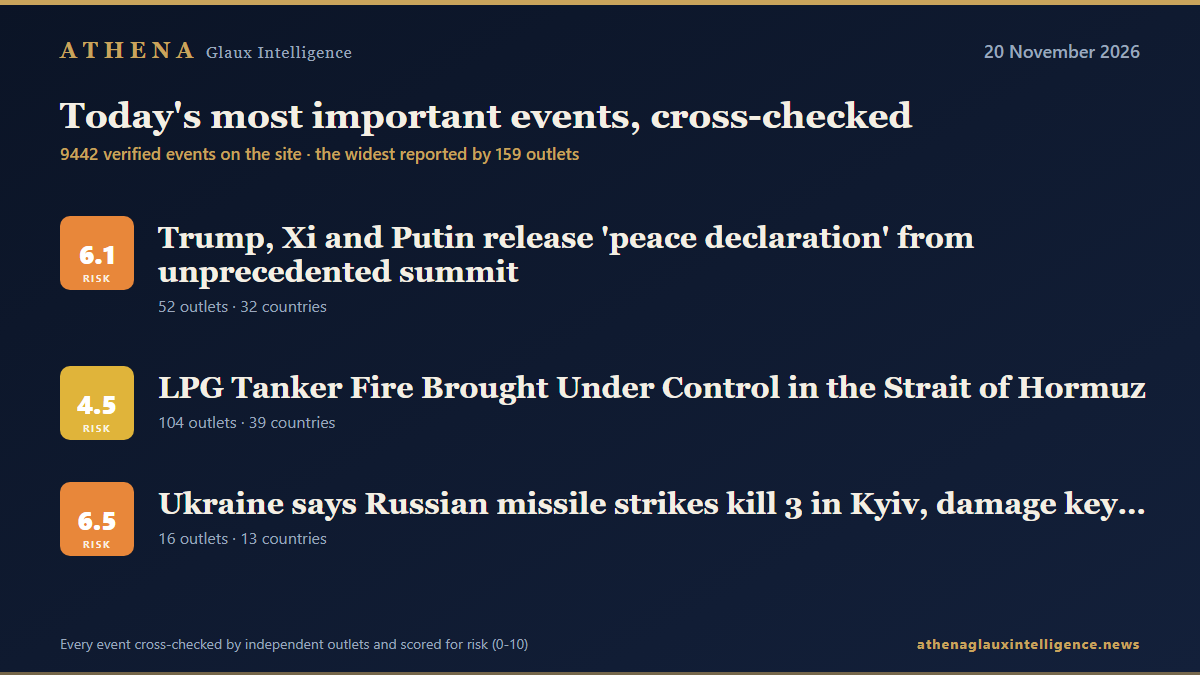 ATHENA Glaux Intelligence
20 November 2026
Today's most important events, cross-checked
9442 verified events on the site · the widest reported by 159 outlets
6.1
RISK
Trump, Xi and Putin release 'peace declaration' from
unprecedented summit
52 outlets · 32 countries
4.5
RISK
LPG Tanker Fire Brought Under Control in the Strait of Hormuz
104 outlets · 39 countries
6.5
RISK
Ukraine says Russian missile strikes kill 3 in Kyiv, damage key...
16 outlets · 13 countries
Every event cross-checked by independent outlets and scored for risk (0-10)
athenaglauxintelligence.news